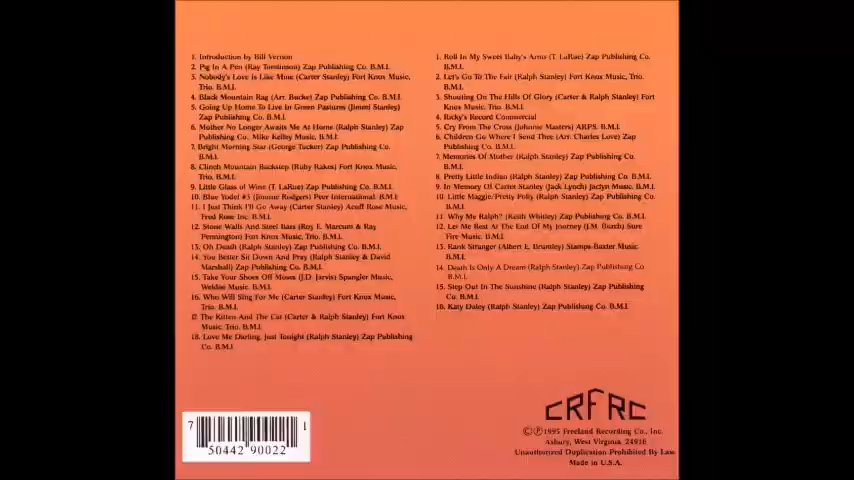 1. Introduction by Bill Vernon
2. Pig In A Pen (Ray Tomlinson) Zap Publishing Co. B.M.I.
3. Nobody's Love Is Like Mine (Carter Stanley) Fort Knox Music,
Trio. B.M.I.
4. Black Mountain Rag (Arr. Bucke) Zap Publishing Co. B.M.I.
5. Going Up Home To Live In Green Pastures (Jimmi Stanley)
Zap Publishing Co. B.M.I.
6. Mother No Longer Awaits Me At Home (Ralph Stanley) Zap
Publishing Co. Mike Kelley Music. B.M.I.
7. Bright Morning Star (George Tucker) Zap Publishing Co.
B.M.I.
8. Clinch Mountain Backstep (Ruby Rakes) Fort Knox Music,
Trio. B.M.I.
9. Little Glass of Wine (T. LaRue) Zap Publishing Co. B.M.I.
10. Blue Yodel #3 (Jimmie Rodgers) Peer International. B.M.I.
11. I Just Think I'll Go Away (Carter Stanley) Acuff Rose Music,
Fred Rose Inc. B.M.I.
12. Stone Walls And Steel Bars (Roy E. Marcum & Ray
Pennington) Fort Knox Music, Trio. B.M.I.
13. Oh Death (Ralph Stanley) Zap Publishing Co. B.M.I.
14. You Better Sit Down And Pray (Ralph Stanley & David
Marshall) Zap Publishing Co. B.M.I.
15. Take Your Shoes Off Moses (J.D. Jarvis) Spangler Music,
Weldee Music. B.M.I.
16. Who Will Sing For Me (Carter Stanley) Fort Knox Music,
Trio. B.M.I.
17. The Kitten And The Cat (Carter & Ralph Stanley) Fort Knox
Music. Trio. B.M.I.
18. Love Me Darling, Just Tonight (Ralph Stanley) Zap Publishing
Co. B.M.I.
1. Roll In My Sweet Baby's Arms (T. LaRue) Zap Publishing Co.
B.M.I.
2. Let's Go To The Fair (Ralph Stanley) Fort Knox Music, Trio.
B.M.I.
3. Shouting On The Hills Of Glory (Carter & Ralph Stanley) Fort
Knox Music, Trio. B.M.I.
4. Ricky's Record Commercial
5. Cry From The Cross (Johnnie Masters) ARPS. B.M.I.
6. Children Go Where I Send Thee (Arr. Charles Love) Zap
Publishing Co. B.M.I.
7. Memories Of Mother (Ralph Stanley) Zap Publishing Co.
B.M.I.
8. Pretty Little Indian (Ralph Stanley) Zap Publishing Co. B.M.I.
9. In Memory Of Carter Stanley (Jack Lynch) Jaclyn Music. B.M.I.
10. Little Maggie/Pretty Polly (Ralph Stanley) Zap Publishing Co.
B.M.I.
11. Why Me Ralph? (Keith Whitley) Zap Publishing Co. B.M.I.
12. Let Me Rest At The End Of My Journey (J.M. Burch) Sure
Fire Music. B.M.I.
13. Rank Stranger (Albert E. Brumley) Stamps-Baxter Music.
B.M.I.
14. Death Is Only A Dream (Ralph Stanley) Zap Publishing Co.
B.M.I.
15. Step Out In The Sunshine (Ralph Stanley) Zap Publishing
Co. B.M.I.
16. Katy Daley (Ralph Stanley) Zap Publishing Co. B.M.I.
7 50442 90022 1
CRFRC
©℗1995 Freeland Recording Co., Inc.
Asbury, West Virginia 24916
Unauthorized Duplication Prohibited By Law
Made in U.S.A.